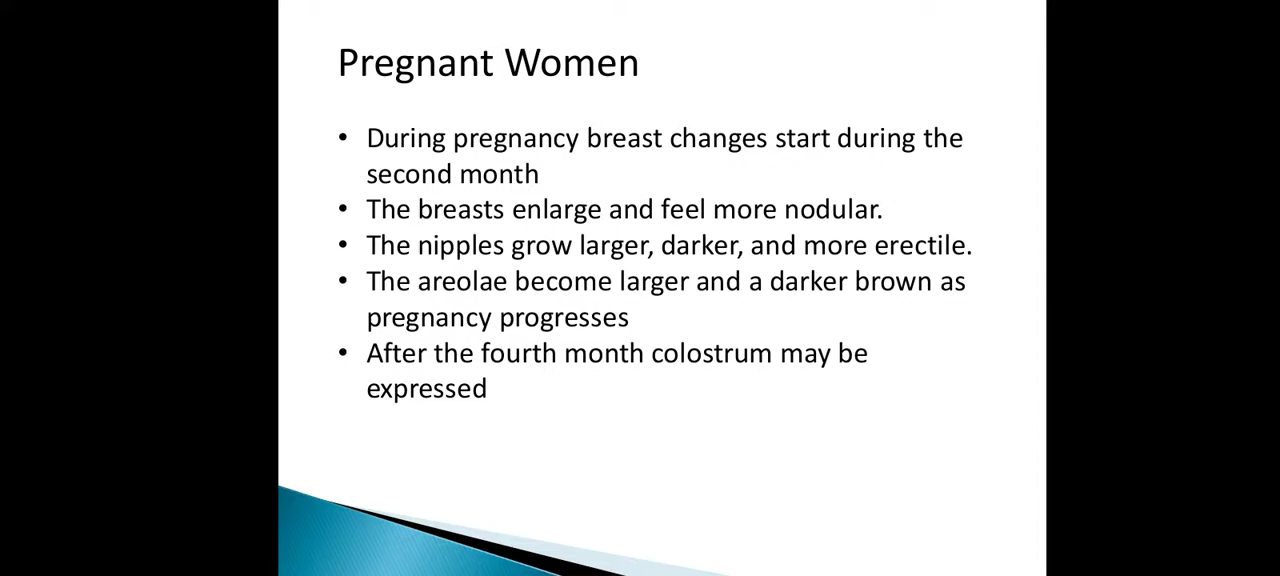 Pregnant Women
• During pregnancy breast changes start during the
second month
• The breasts enlarge and feel more nodular.
• The nipples grow larger, darker, and more erectile.
• The areolae become larger and a darker brown as
pregnancy progresses
• After the fourth month colostrum may be
expressed